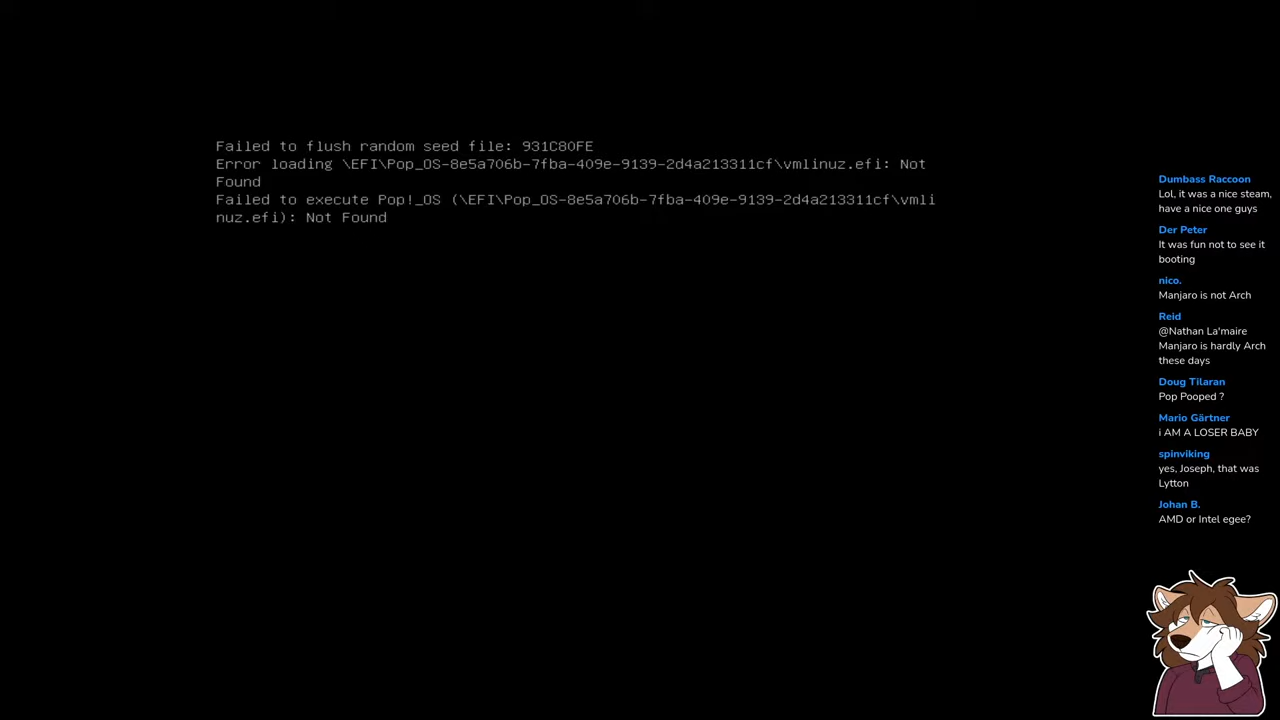 Failed to flush random seed file: 931C80FE
Error loading \EFI\Pop_OS-8e5a706b-7fba-409e-9139-2d4a213311cf\vmlinuz.efi: Not
Found
Failed to execute Pop!_OS (\EFI\Pop_OS-8e5a706b-7fba-409e-9139-2d4a213311cf\vmli
nuz.efi): Not Found
Dumbass Raccoon
Lol, it was a nice steam,
have a nice one guys
Der Peter
It was fun not to see it
booting
nico.
Manjaro is not Arch
Reid
@Nathan La'maire
Manjaro is hardly Arch
these days
Doug Tilaran
Pop Pooped ?
Mario Gärtner
i AM A LOSER BABY
spinviking
yes, Joseph, that was
Lytton
Johan B.
AMD or Intel egee?